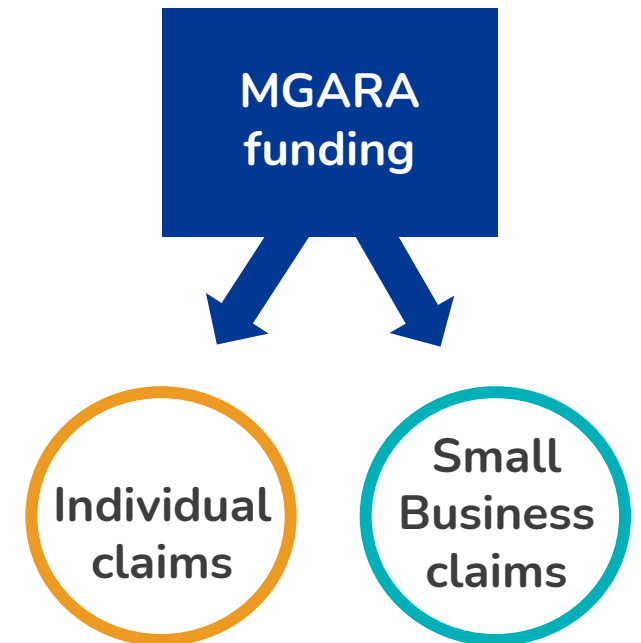 MGARA
funding
Individual
claims
Small
Business
claims